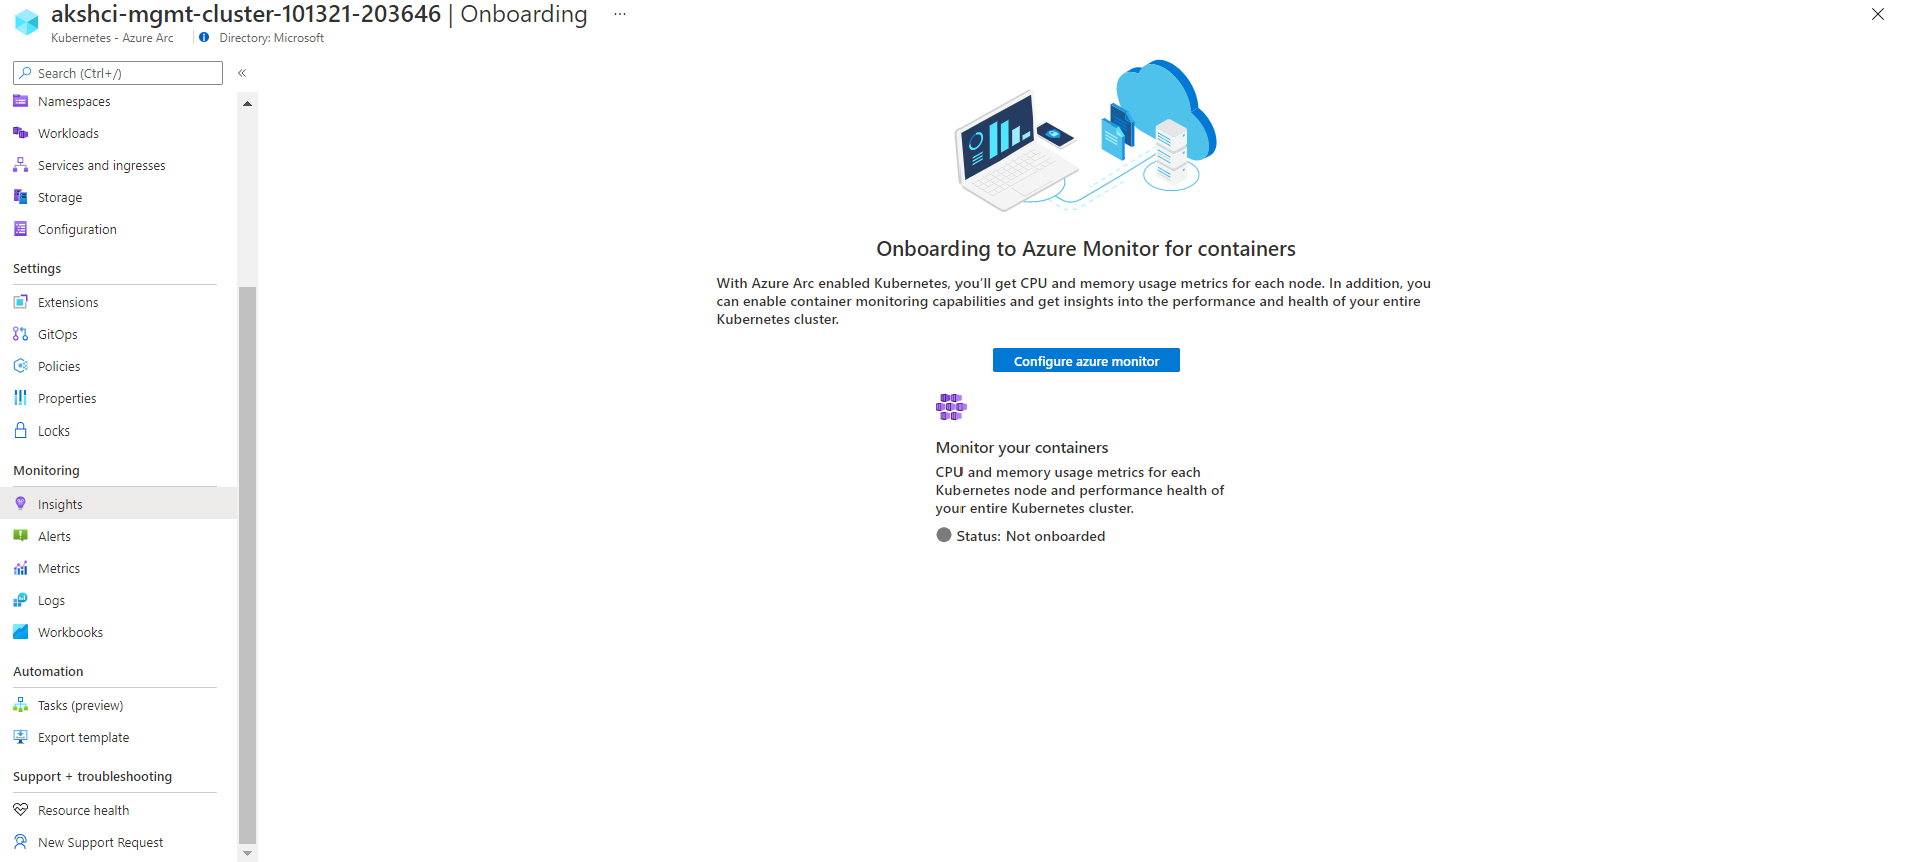 akshci-mgmt-cluster-101321-203646 | Onboarding ...
Kubernetes - Azure Arc
Directory: Microsoft
Search (Ctrl+/)
«
Namespaces
Workloads
Services and ingresses
Storage
Configuration
Settings
Extensions
GitOps
Policies
Properties
Locks
Monitoring
Insights
Alerts
Metrics
Logs
Workbooks
Automation
Tasks (preview)
Export template
Support + troubleshooting
Resource health
New Support Request
Onboarding to Azure Monitor for containers
With Azure Arc enabled Kubernetes, you’ll get CPU and memory usage metrics for each node. In addition, you
can enable container monitoring capabilities and get insights into the performance and health of your entire
Kubernetes cluster.
Configure azure monitor
Monitor your containers
CPU and memory usage metrics for each
Kubernetes node and performance health of
your entire Kubernetes cluster.
Status: Not onboarded